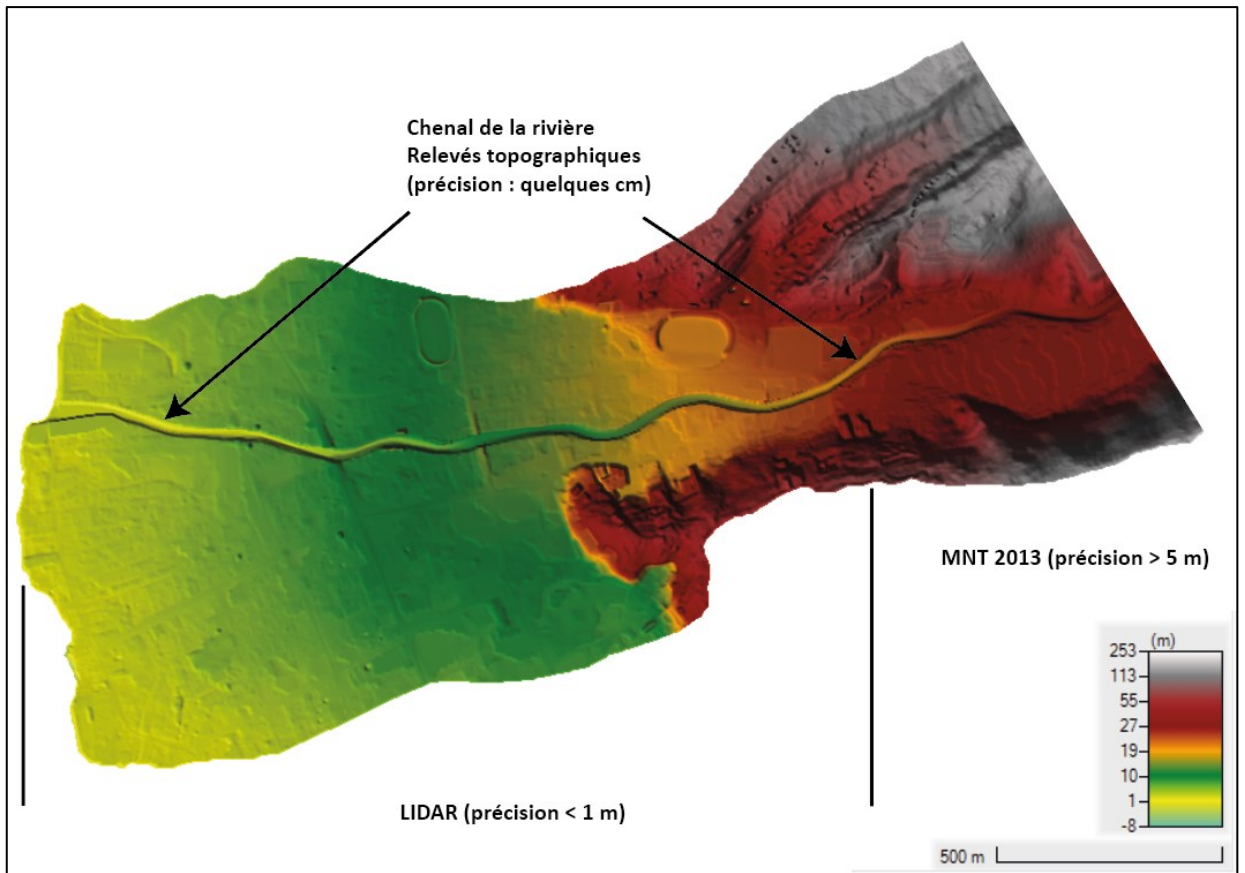 Chenal de la rivière
Relevés topographiques
(précision : quelques cm)
MNT 2013 (précision > 5 m)
LIDAR (précision < 1 m)
(m)
253
113
55
27
19
10
1
-8
500 m